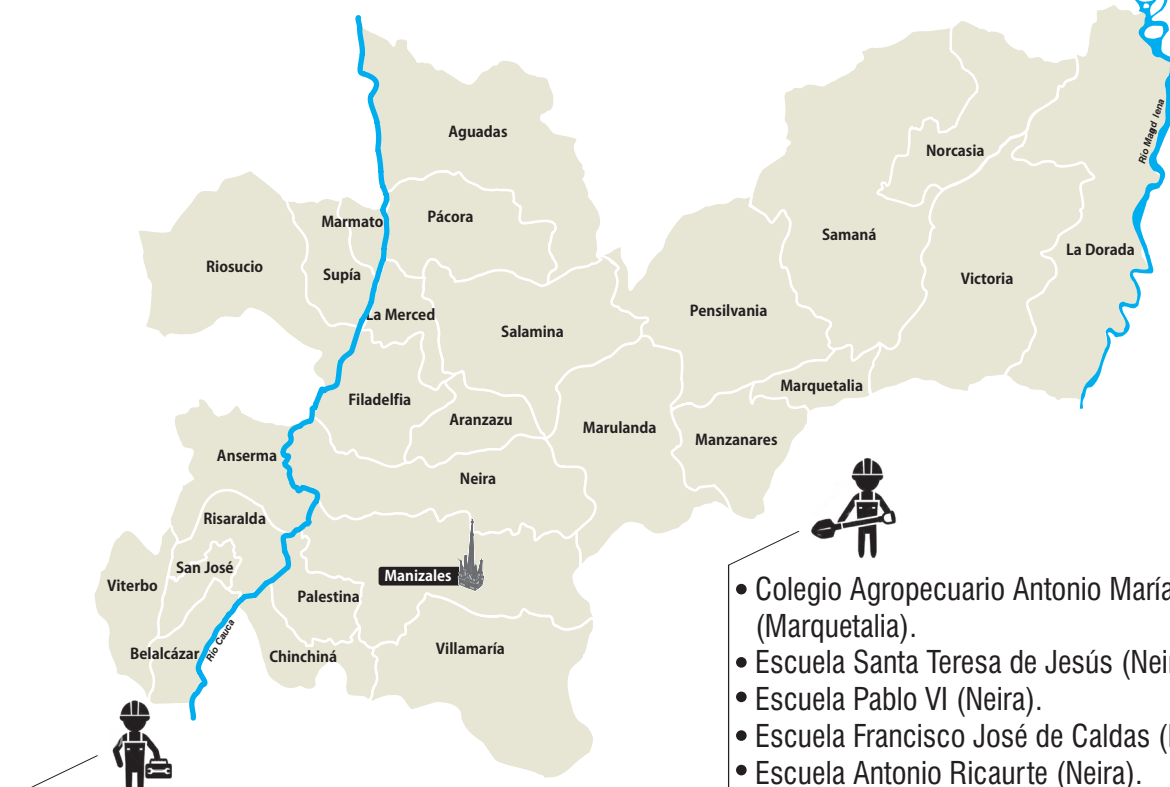 Aguadas
Norcasia
Río Magd lena
Marmato
Pácora
Samaná
La Dorada
Riosucio
Supía
Victoria
La Merced
Pensilvania
Salamina
Marquetalia
Filadelfia
Aranzazu
Marulanda
Manzanares
Anserma
Neira
Risaralda
San José
Manizales
Viterbo
Palestina
Río Cauca
Belalcázar
Chinchiná
Villamaría
• Colegio Agropecuario Antonio María
(Marquetalia).
• Escuela Santa Teresa de Jesús (Nei
• Escuela Pablo VI (Neira).
• Escuela Francisco José de Caldas (
• Escuela Antonio Ricaurte (Neira).